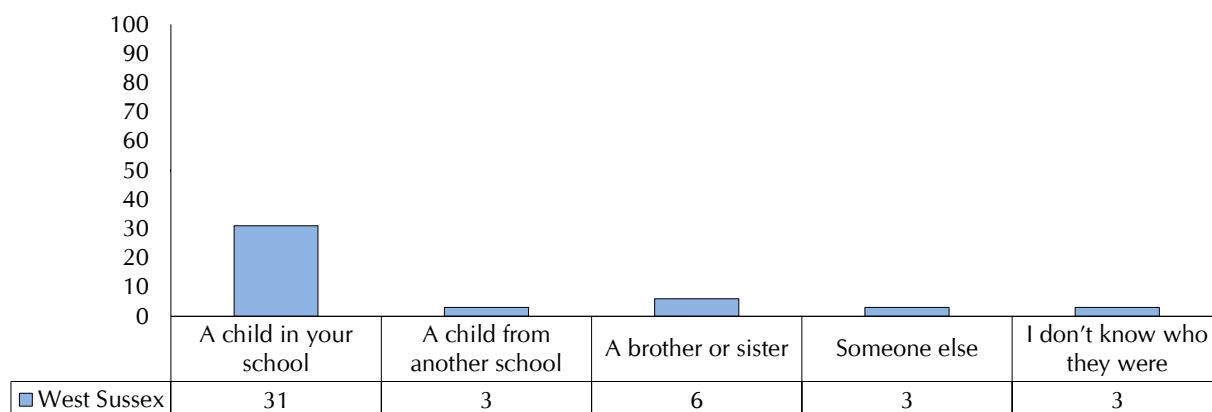 100
90
80
70
60
50
40
30
20
10
0
A child in your
school
A child from
another school
A brother or sister
Someone else
I don’t know who
they were
West Sussex 31 3 6 3 3